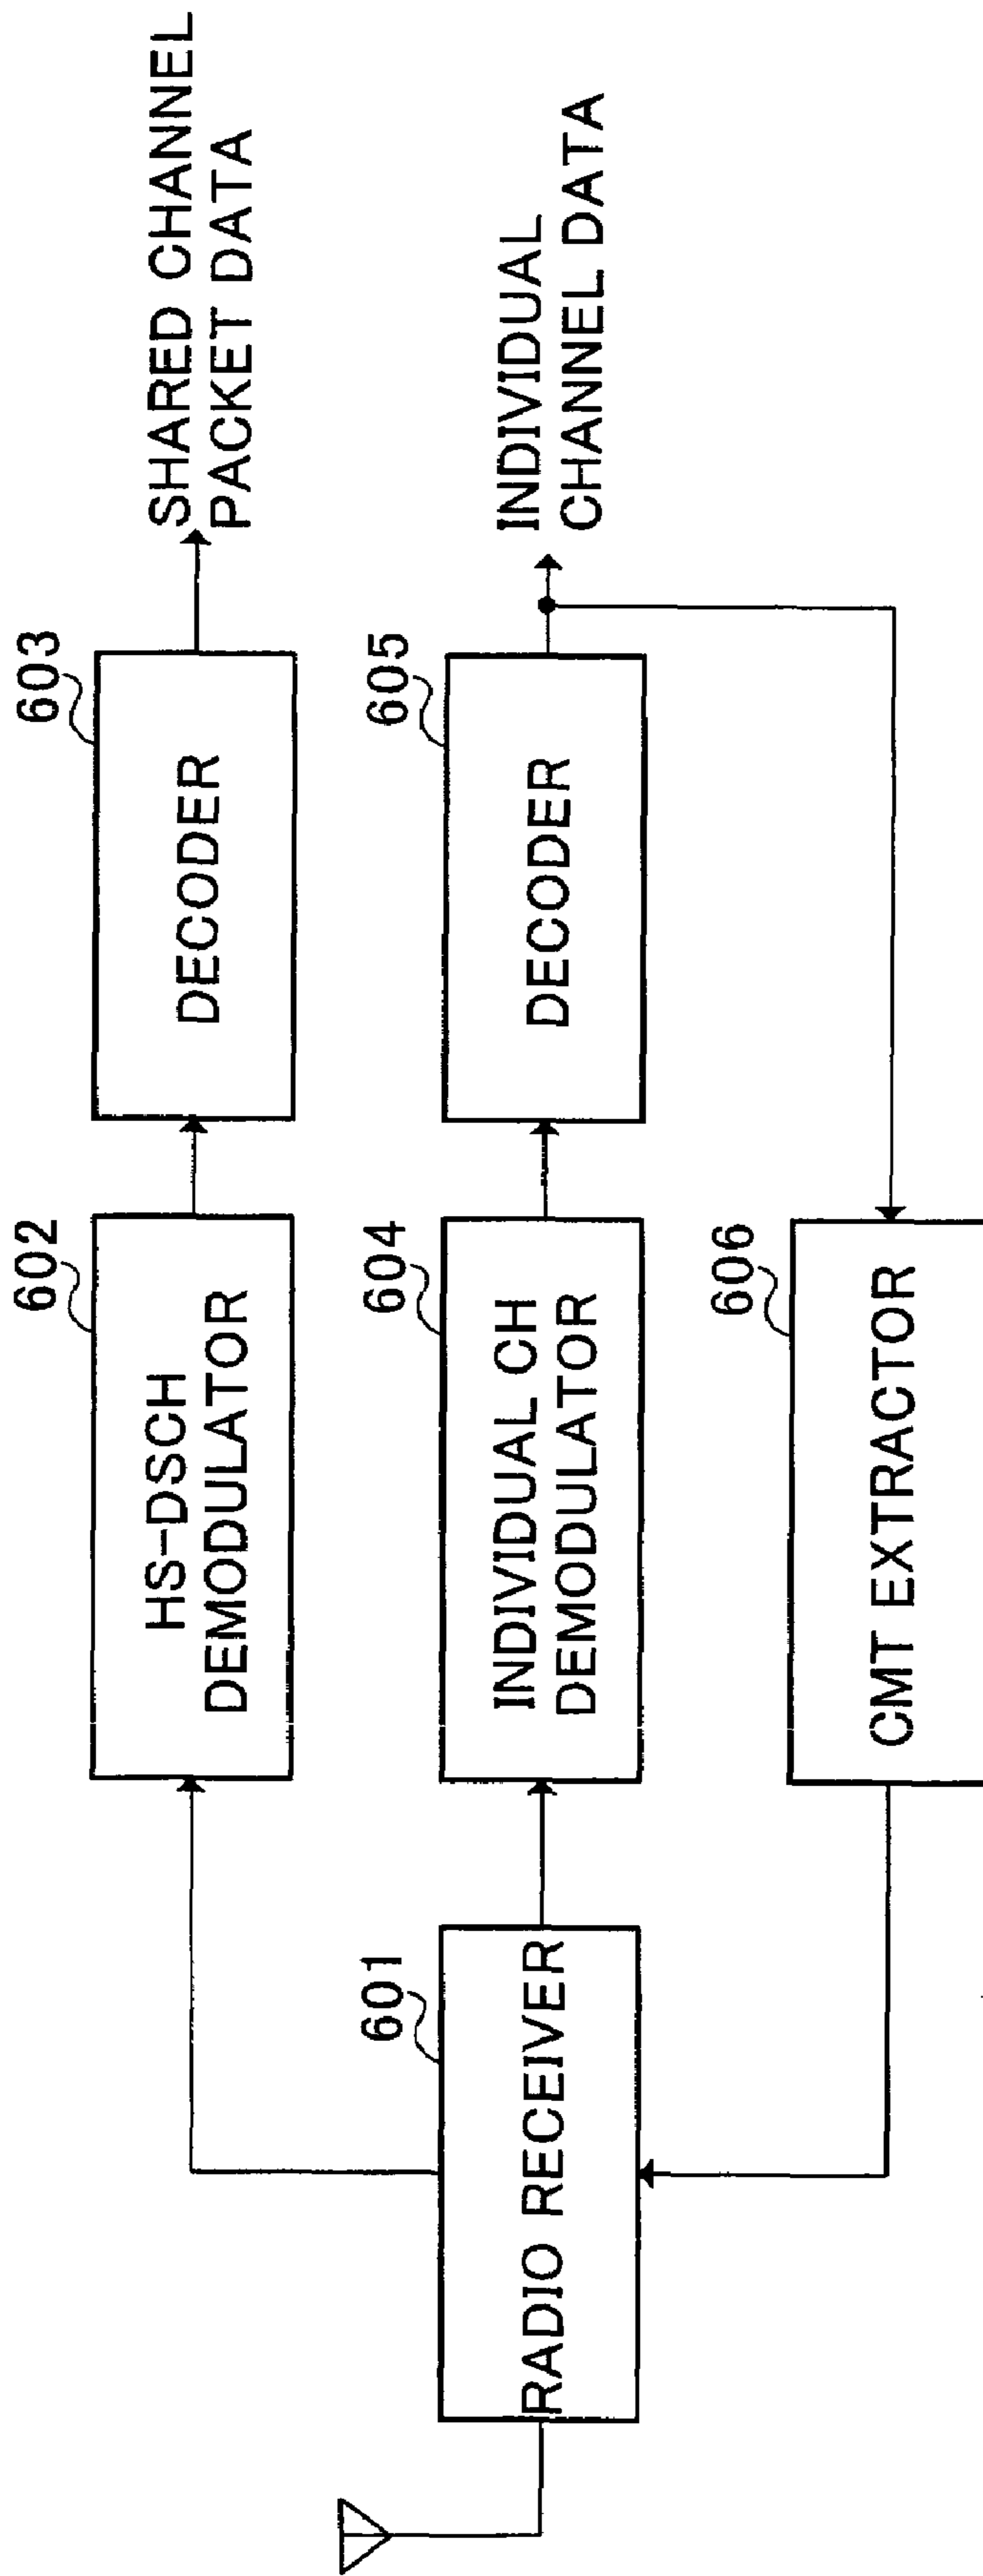 601
RADIO RECEIVER
602
HS-DSCH
DEMODULATOR
603
DECODER
SHARED CHANNEL
PACKET DATA
604
INDIVIDUAL CH
DEMODULATOR
605
DECODER
INDIVIDUAL
CHANNEL DATA
606
CMT EXTRACTOR